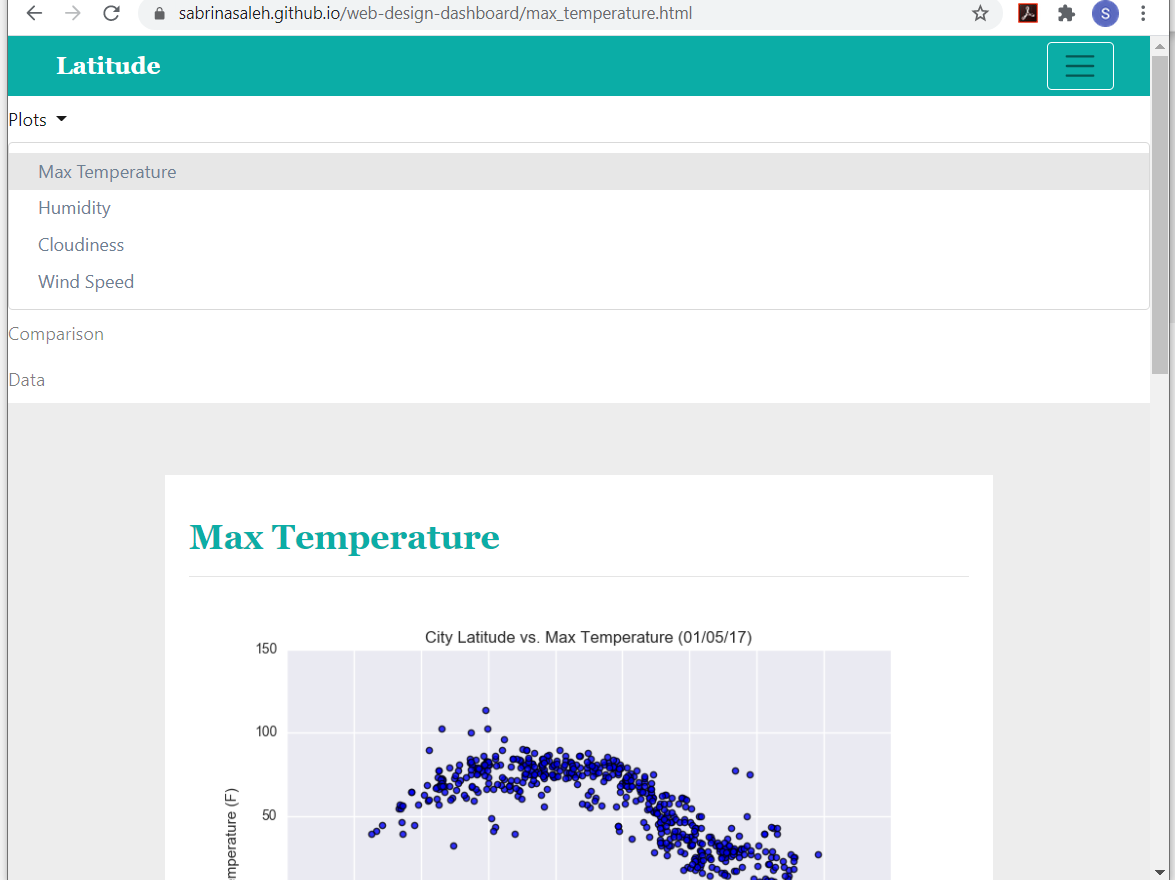 sabrinasaleh.github.io/web-design-dashboard/max_temperature.html
S
Latitude
Plots
Max Temperature
Humidity
Cloudiness
Wind Speed
Comparison
Data
Max Temperature
City Latitude vs. Max Temperature (01/05/17)
150
100
50
mperature (F)